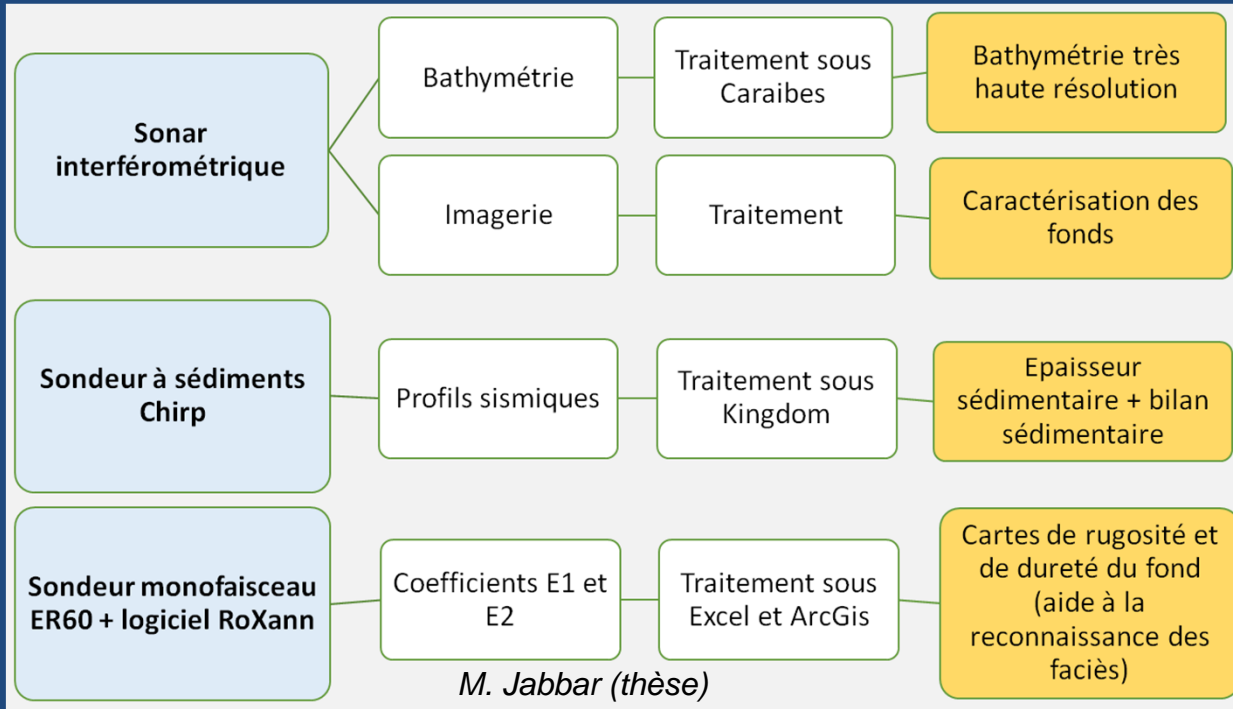 Sonar
interférométrique
Bathymétrie
Traitement sous
Caraibes
Bathymétrie très
haute résolution
Imagerie
Traitement
Caractérisation des
fonds
Sondeur à sédiments
Chirp
Profils sismiques
Traitement sous
Kingdom
Epaisseur
sédimentaire + bilan
sédimentaire
Sondeur monofaisceau
ER60 + logiciel RoXann
Coefficients E1 et
E2
Traitement sous
Excel et ArcGis
Cartes de rugosité et
de dureté du fond
(aide à la
reconnaissance des
faciès)
M. Jabbar (thèse)